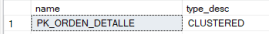 name type_desc
1 PK_ORDEN_DETALLE CLUSTERED